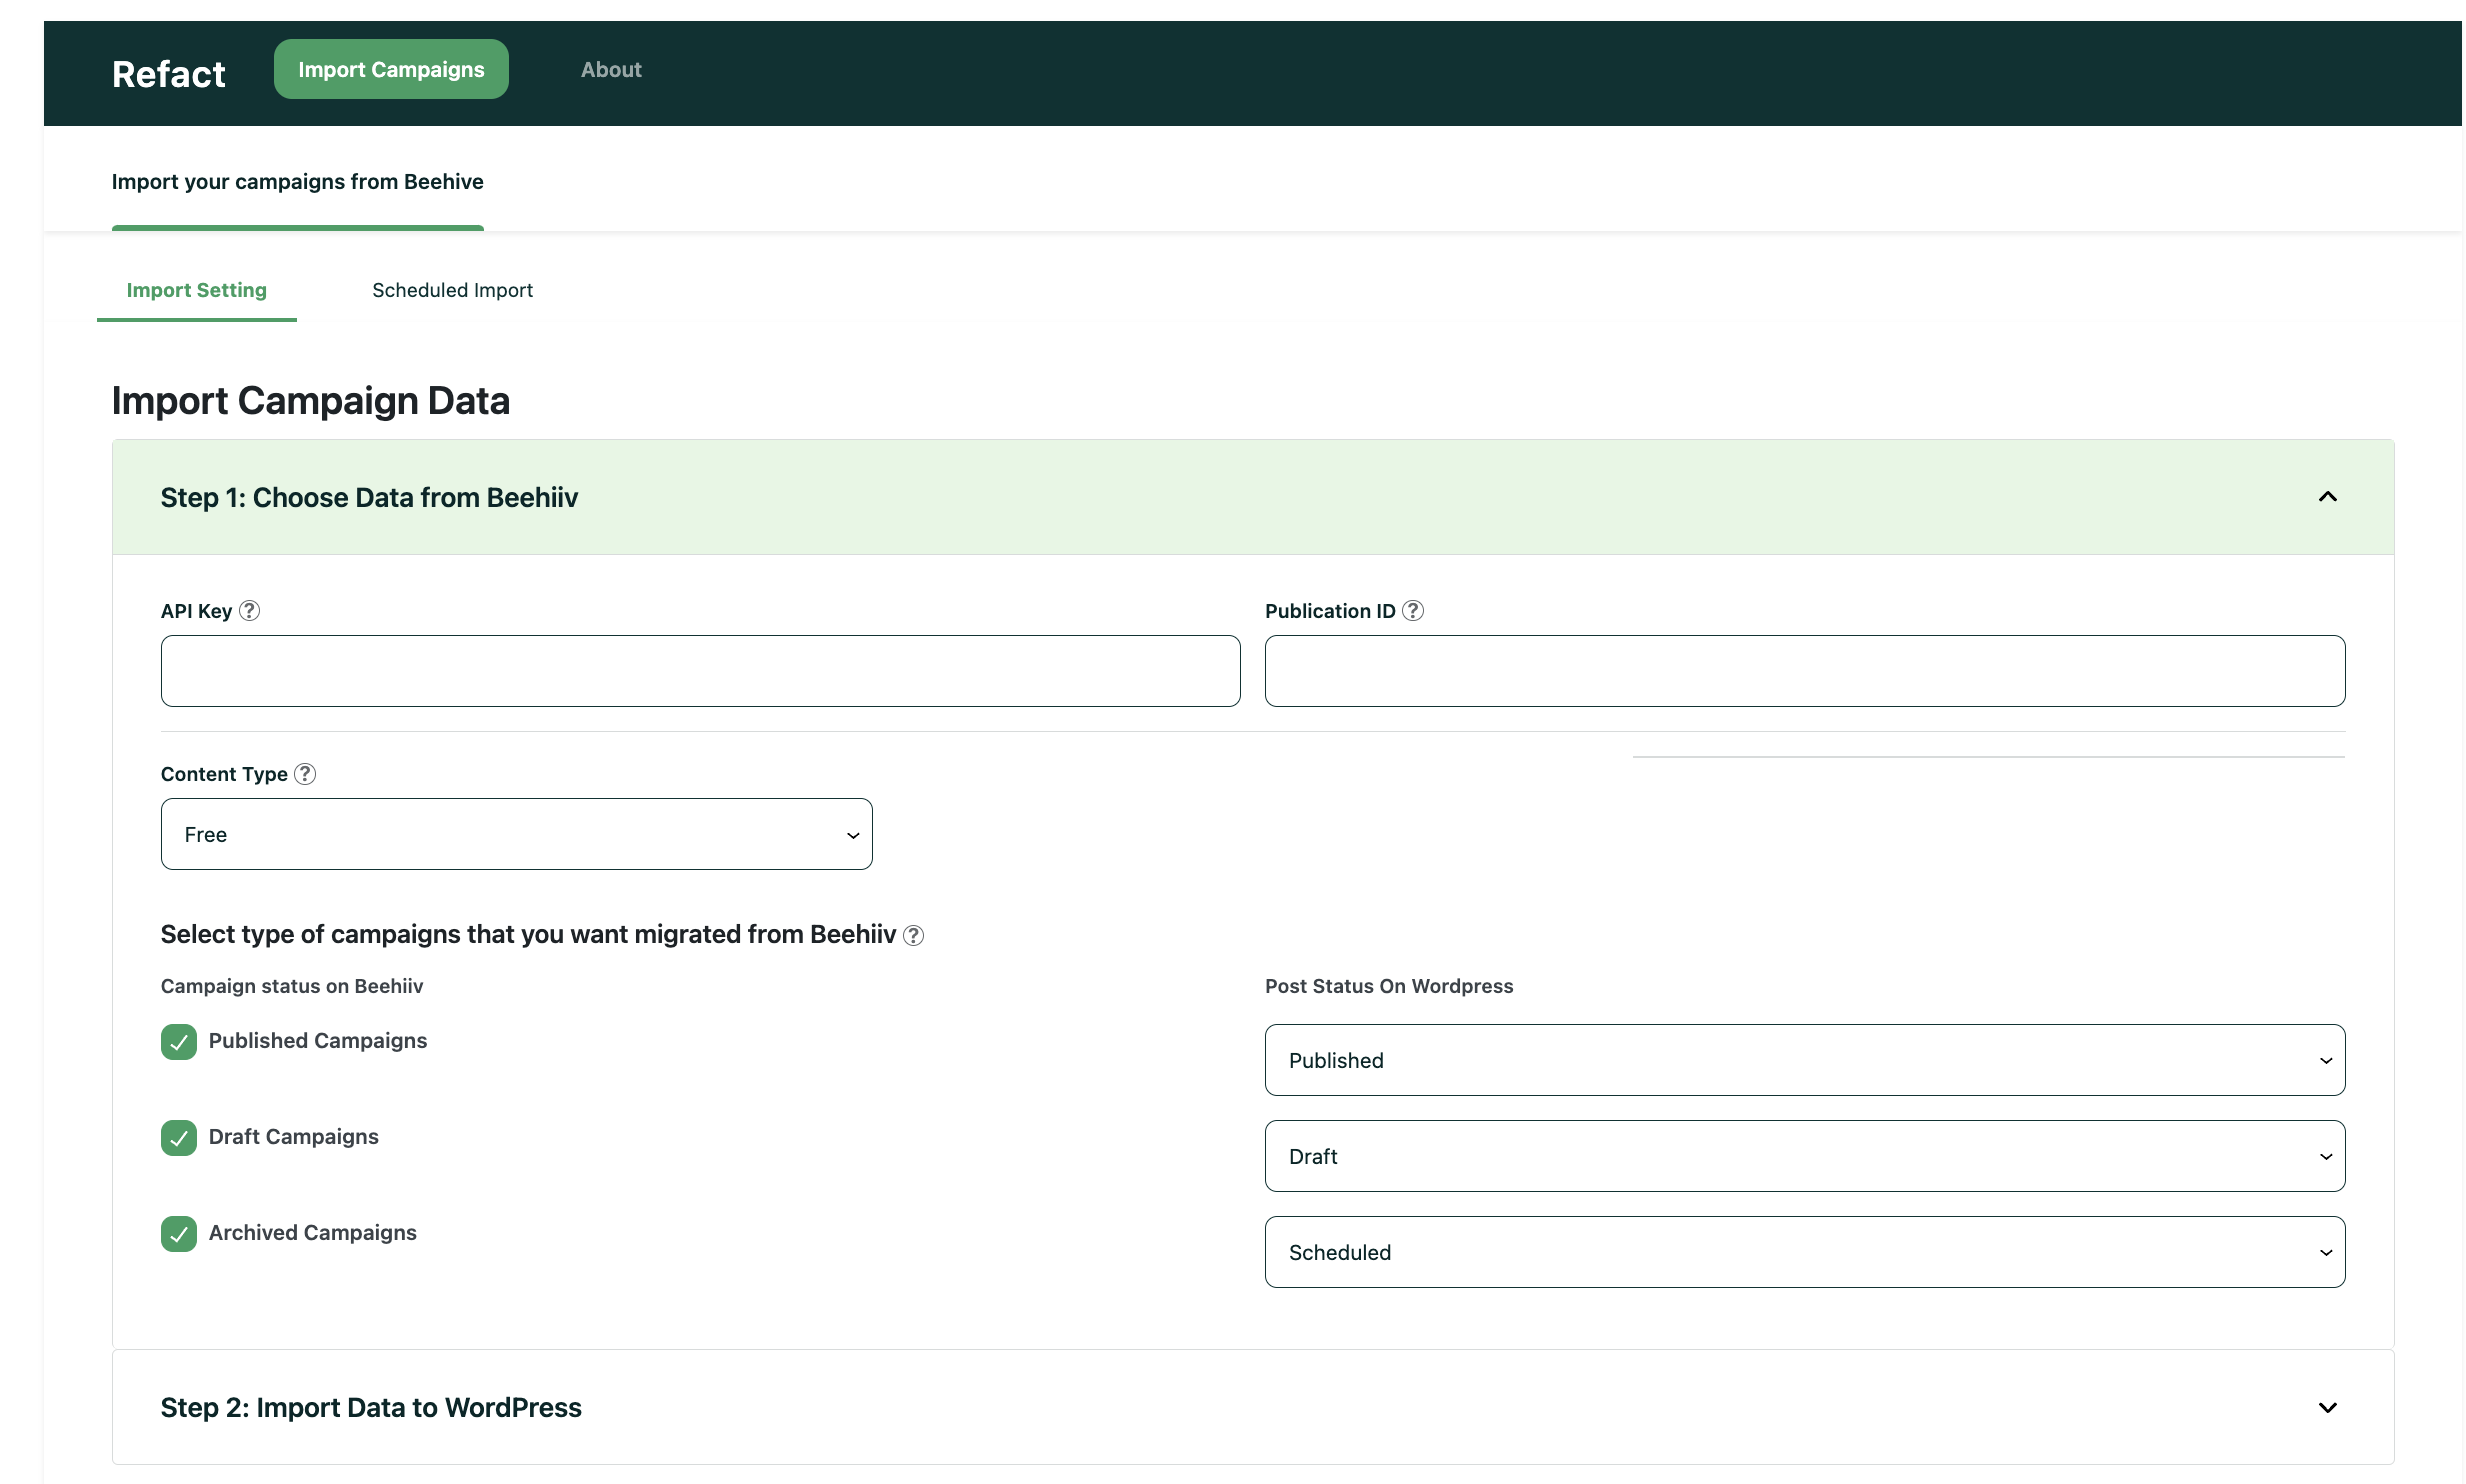 Refact
Import Campaigns
About
Import your campaigns from Beehive
Import Setting
Scheduled Import
Import Campaign Data
Step 1: Choose Data from Beehiiv
API Key ?
Publication ID ?
Content Type ?
Free
Select type of campaigns that you want migrated from Beehiiv ?
Campaign status on Beehiiv
Post Status On Wordpress
Published Campaigns
Published
Draft Campaigns
Draft
Archived Campaigns
Scheduled
Step 2: Import Data to WordPress